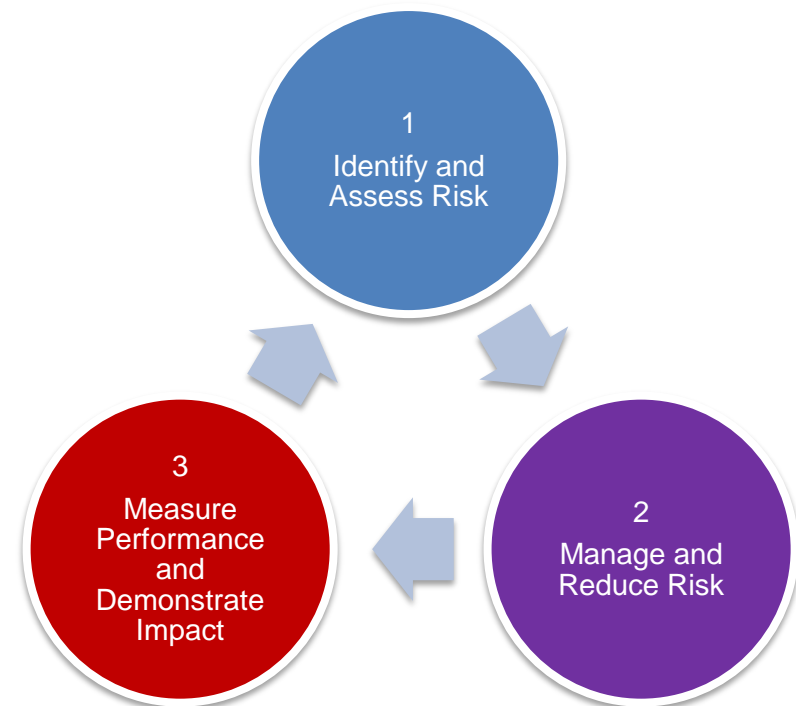 1
Identify and
Assess Risk
2
Manage and
Reduce Risk
3
Measure
Performance
and
Demonstrate
Impact